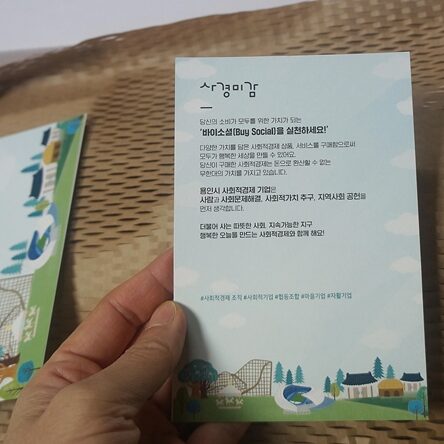 사경미감
당신의 소비가 모두를 위한 가치가 되는
'바이소셜(Buy Social)을 실천하세요!'
다양한 가치를 담은 사회적경제 상품, 서비스를 구매함으로써
모두가 행복한 세상을 만들 수 있어요.
당신이 구매한 사회적경제는 돈으로 환산할 수 없는
무한대의 가치를 가지고 있습니다.
용인시 사회적경제 기업은
사람과 사회문제해결, 사회적가치 추구, 지역사회 공헌을
먼저 생각합니다.
더불어 사는 따뜻한 사회, 지속가능한 지구
행복한 오늘을 만드는 사회적경제와 함께 해요!
#사회적경제 조직 #사회적기업 #협동조합 #마을기업 #자활기업